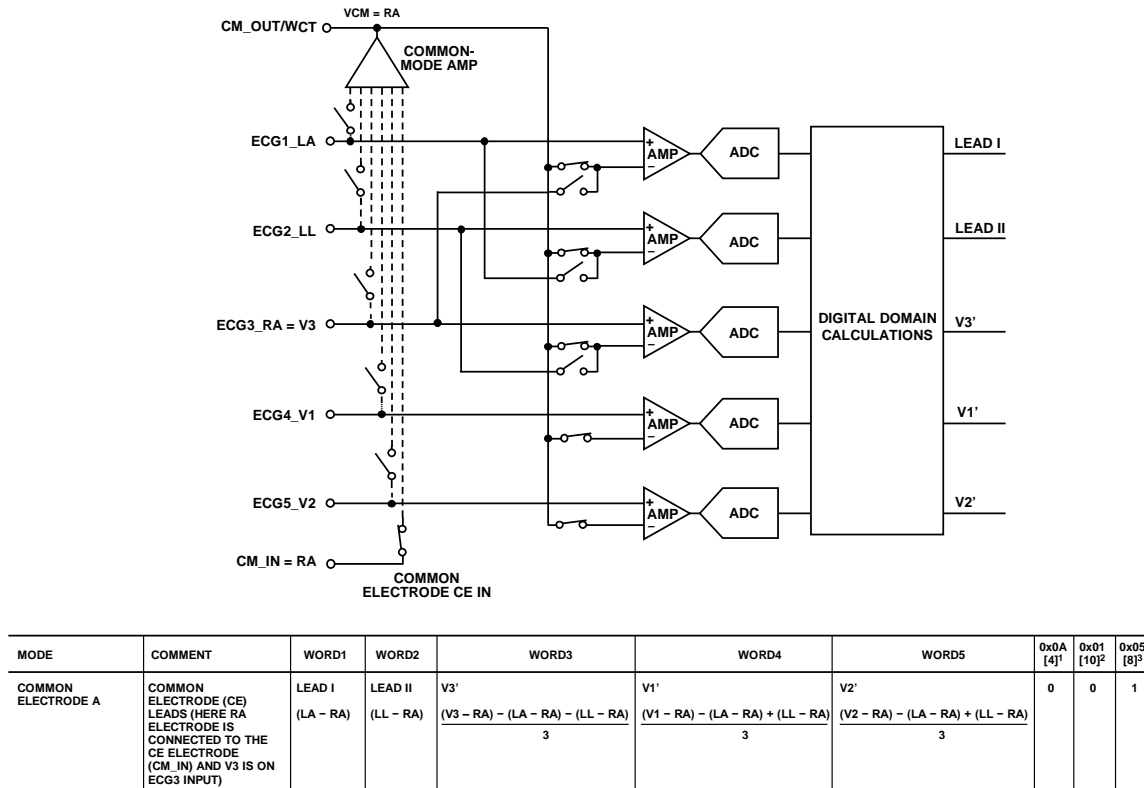 VCM = RA
CM_OUT/WCT
COMMON-
MODE AMP
ECG1_LA
+
AMP
–
ADC
LEAD I
ECG2_LL
+
AMP
–
ADC
LEAD II
ECG3_RA = V3
+
AMP
–
ADC
DIGITAL DOMAIN
CALCULATIONS
V3’
ECG4_V1
+
AMP
–
ADC
V1’
ECG5_V2
+
AMP
–
ADC
V2’
CM_IN = RA
COMMON
ELECTRODE CE IN
MODE COMMENT WORD1 WORD2 WORD3 WORD4 WORD5 0x0A [4]1 0x01 [10]2 0x05 [8]3
COMMON
ELECTRODE A
COMMON
ELECTRODE (CE)
LEADS (HERE RA
ELECTRODE IS
CONNECTED TO THE
CE ELECTRODE
(CM_IN) AND V3 IS ON
ECG3 INPUT)
LEAD I
(LA – RA)
LEAD II
(LL – RA)
V3’
(V3 – RA) – (LA – RA) – (LL – RA)
3
V1’
(V1 – RA) – (LA – RA) + (LL – RA)
3
V2’
(V2 – RA) – (LA – RA) + (LL – RA)
3
0
0
1